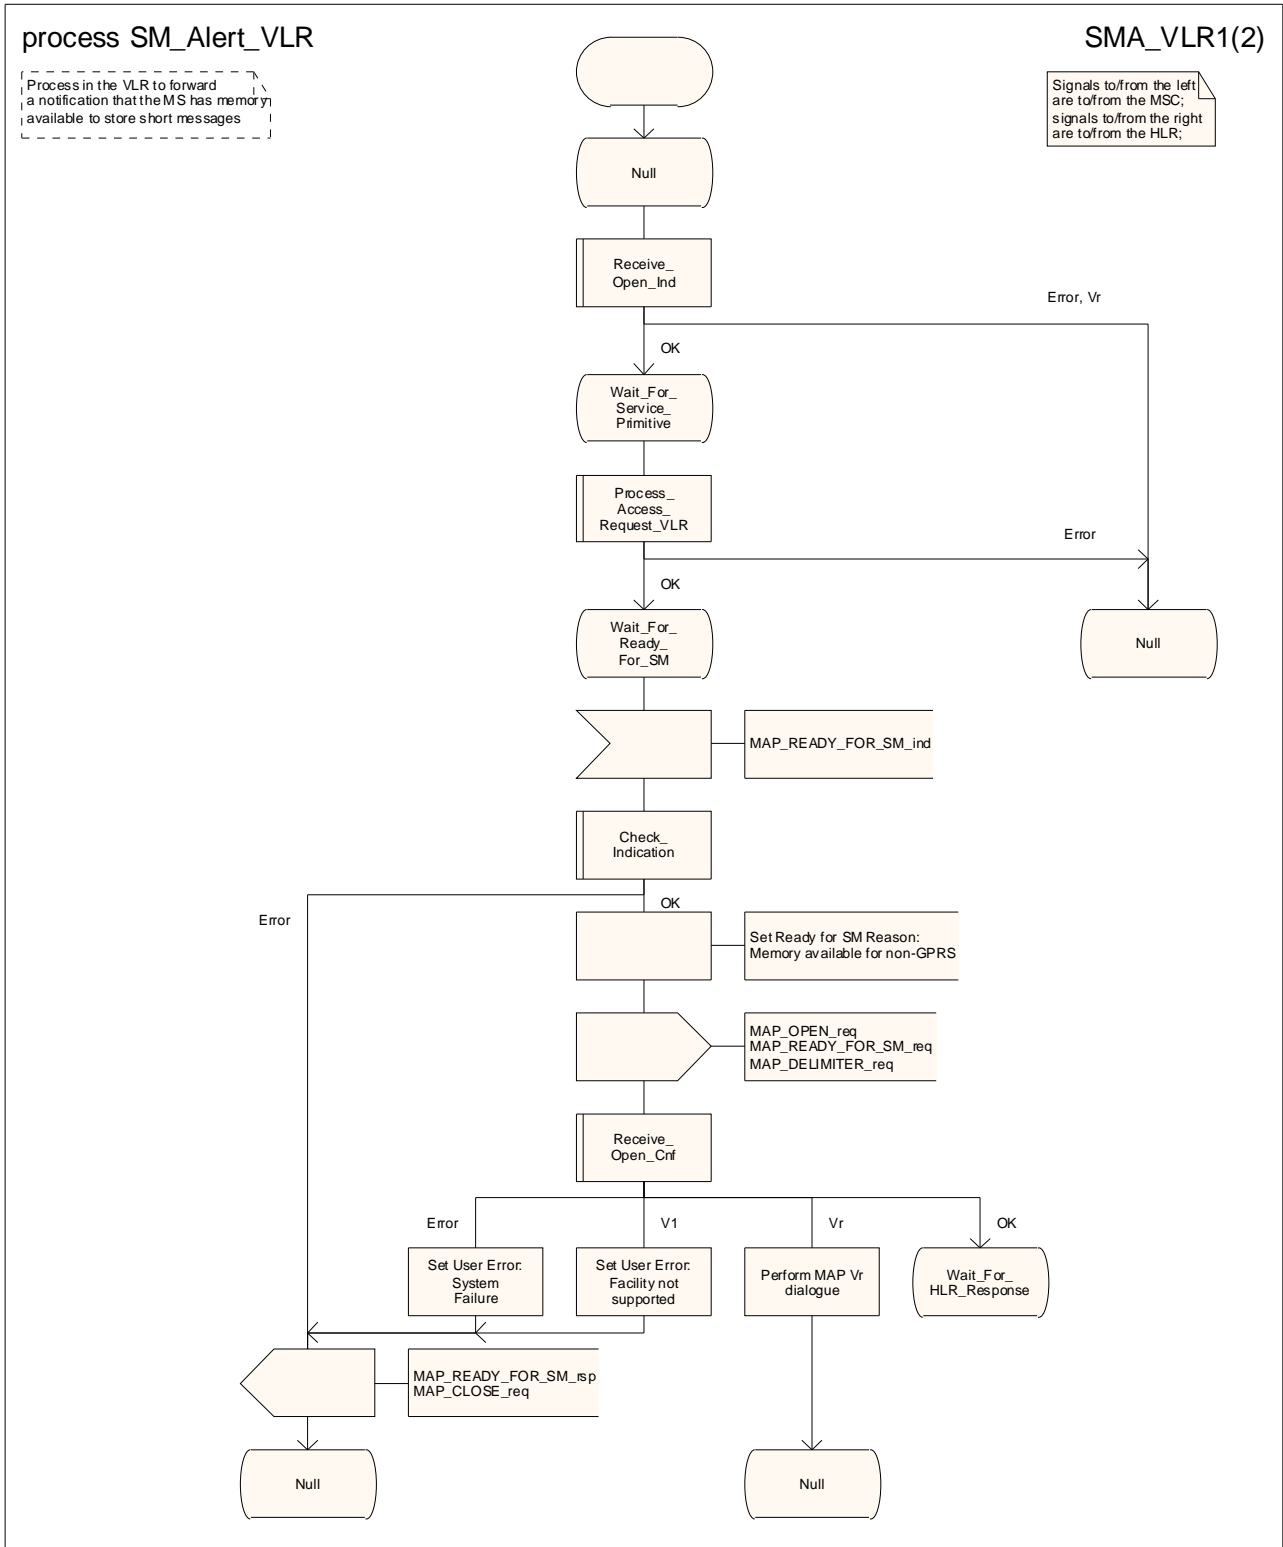 process SM_Alert_VLR
SMA_VLR1(2)
Process in the VLR to forward
a notification that the MS has memory
available to store short messages
Signals to/from the left
are to/from the MSC;
signals to/from the right
are to/from the HLR;
Null
Receive_
Open_Ind
Error, Vr
OK
Wait_For_
Service_
Primitive
Process_
Access_
Request_VLR
Error
OK
Wait_For_
Ready_
For_SM
Null
MAP_READY_FOR_SM_ind
Check_
Indication
Error
OK
Set Ready for SM Reason:
Memory available for non-GPRS
MAP_OPEN_req
MAP_READY_FOR_SM_req
MAP_DELIMITER_req
Receive_
Open_Cnf
Error
V1
Vr
OK
Set User Error:
System
Failure
Set User Error:
Facility not
supported
Perform MAP Vr
dialogue
Wait_For_
HLR_Response
MAP_READY_FOR_SM_rsp
MAP_CLOSE_req
Null
Null